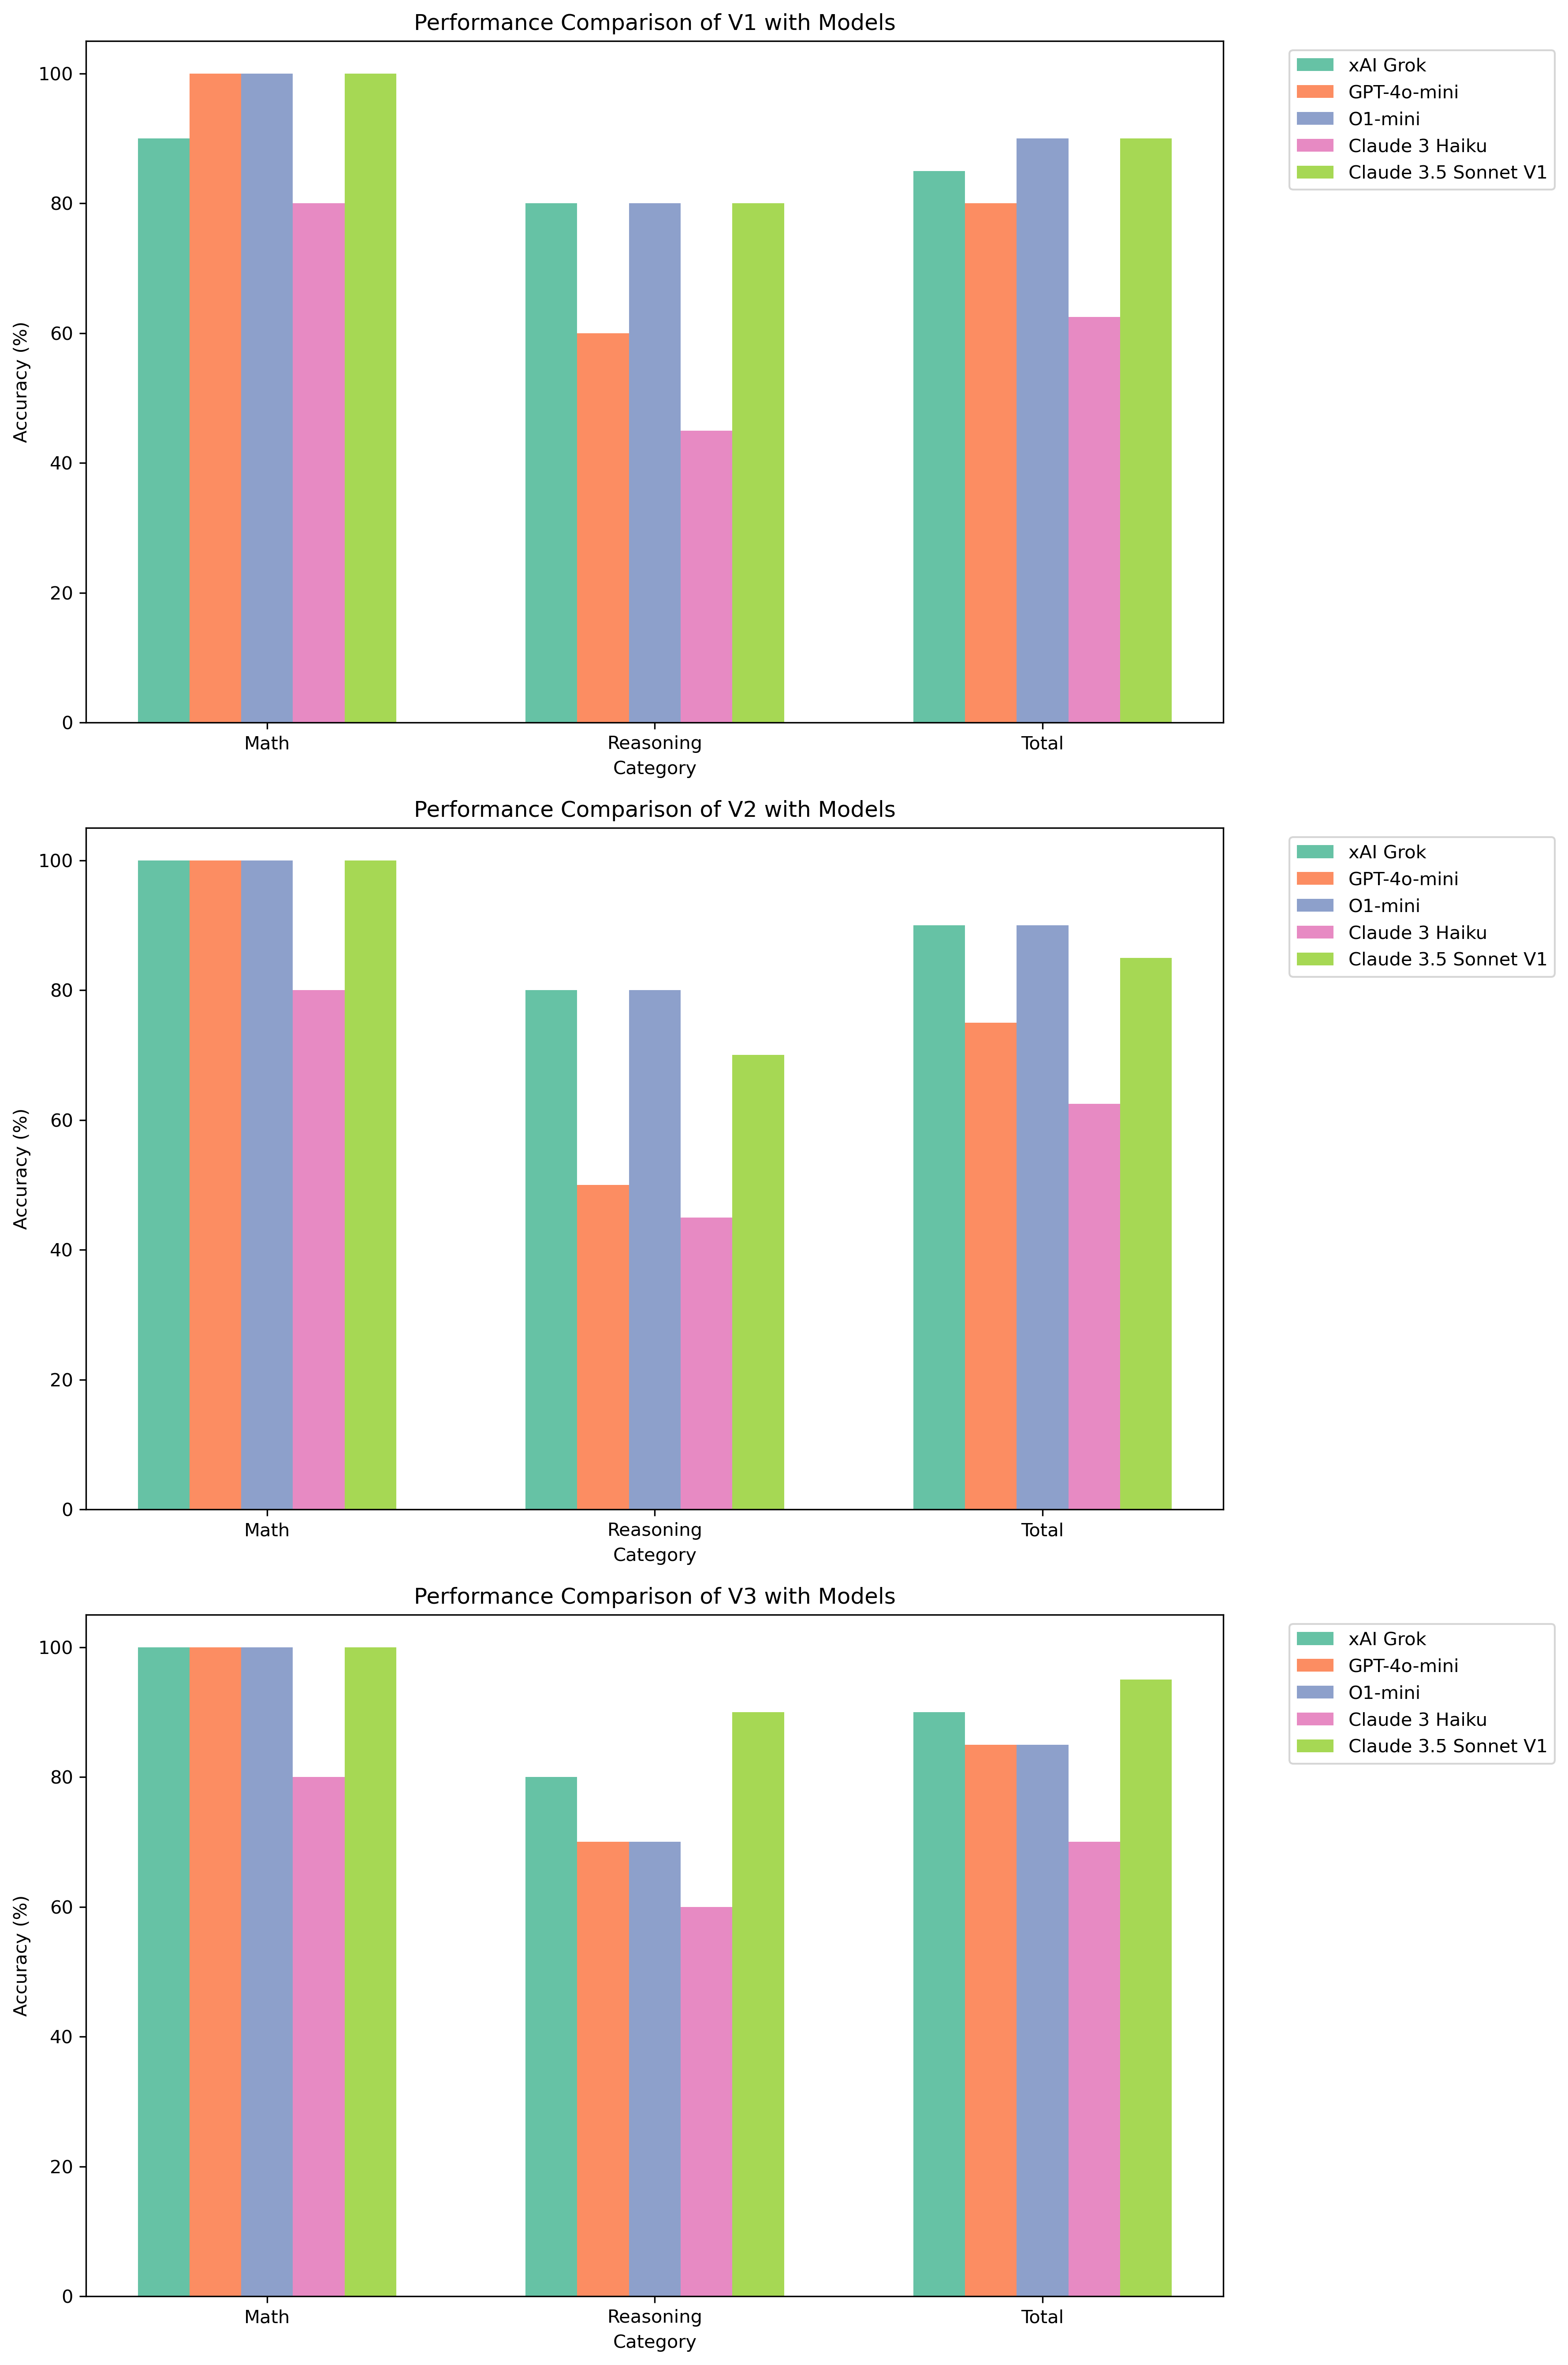 Performance Comparison of V1 with Models
100
80
60
40
20
0
Accuracy (%)
Math
Reasoning
Total
Category
xAI Grok
GPT-4o-mini
O1-mini
Claude 3 Haiku
Claude 3.5 Sonnet V1
Performance Comparison of V2 with Models
100
80
60
40
20
0
Accuracy (%)
Math
Reasoning
Total
Category
xAI Grok
GPT-4o-mini
O1-mini
Claude 3 Haiku
Claude 3.5 Sonnet V1
Performance Comparison of V3 with Models
100
80
60
40
20
0
Accuracy (%)
Math
Reasoning
Total
Category
xAI Grok
GPT-4o-mini
O1-mini
Claude 3 Haiku
Claude 3.5 Sonnet V1